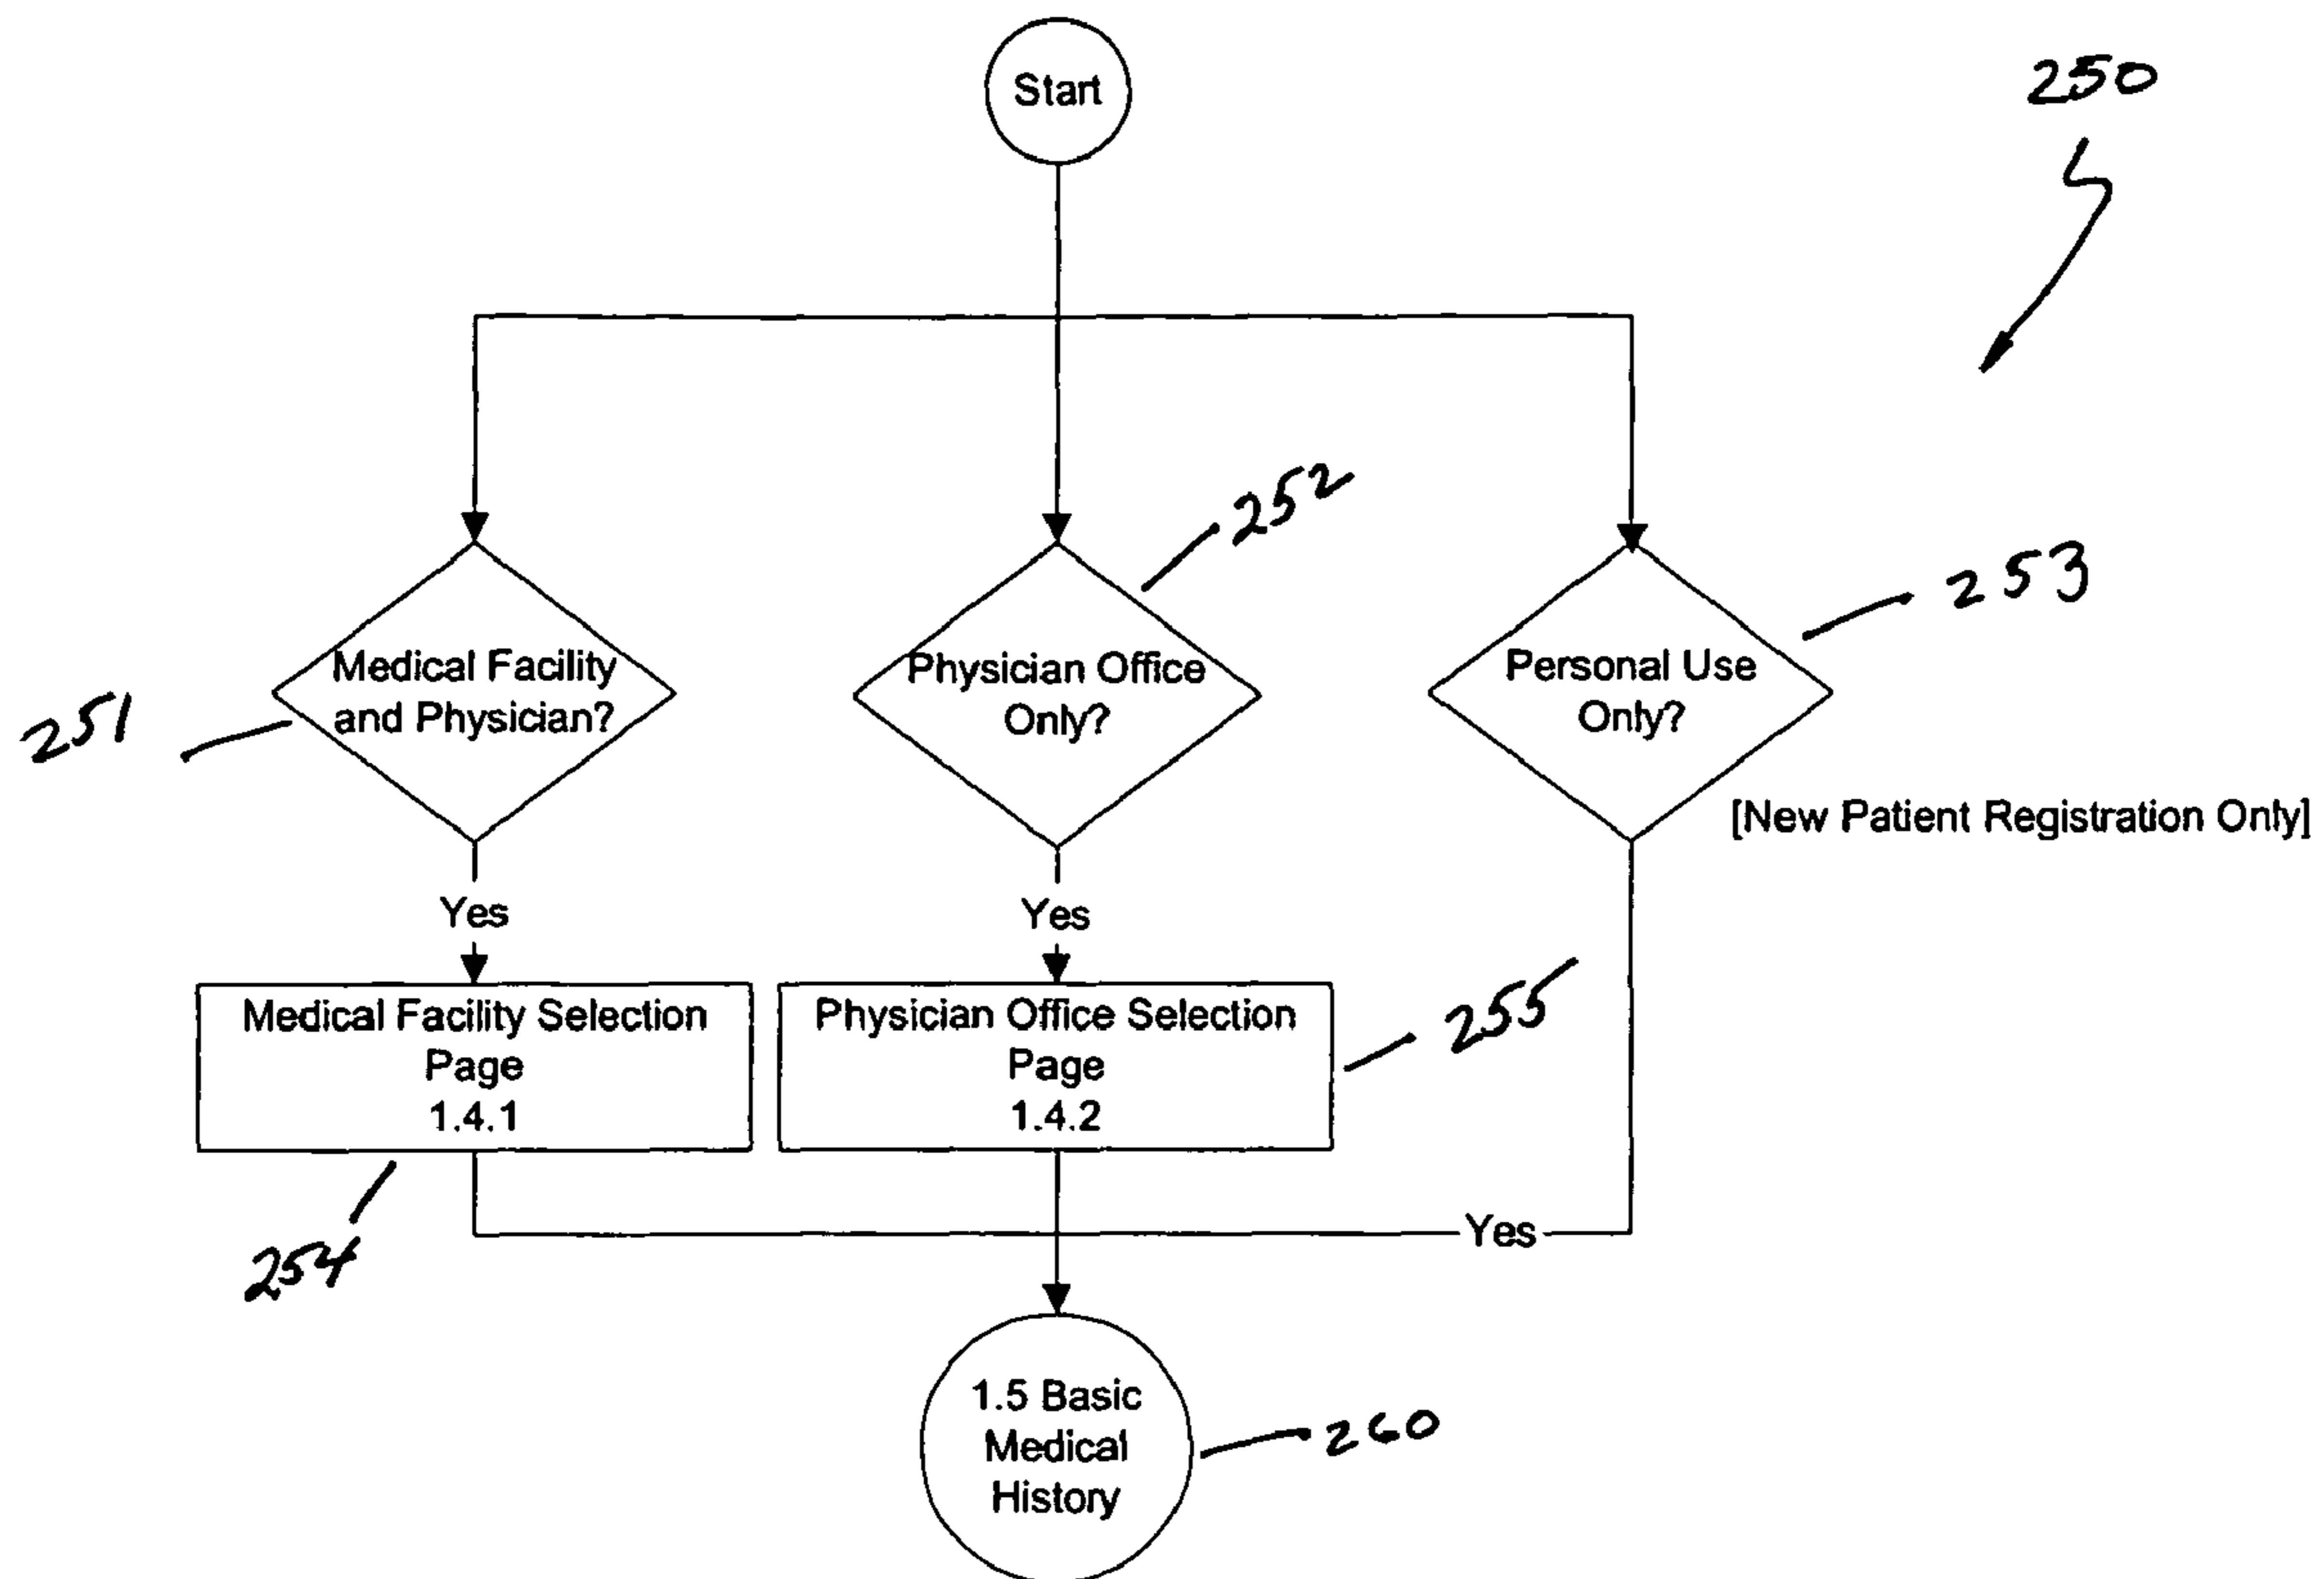 Start
250
252
253
Medical Facility
and Physician?
Physician Office
Only?
Personal Use
Only?
251
[New Patient Registration Only]
Yes
Yes
Medical Facility Selection
Page
1.4.1
Physician Office Selection
Page
1.4.2
255
Yes
254
1.5 Basic
Medical
History
260